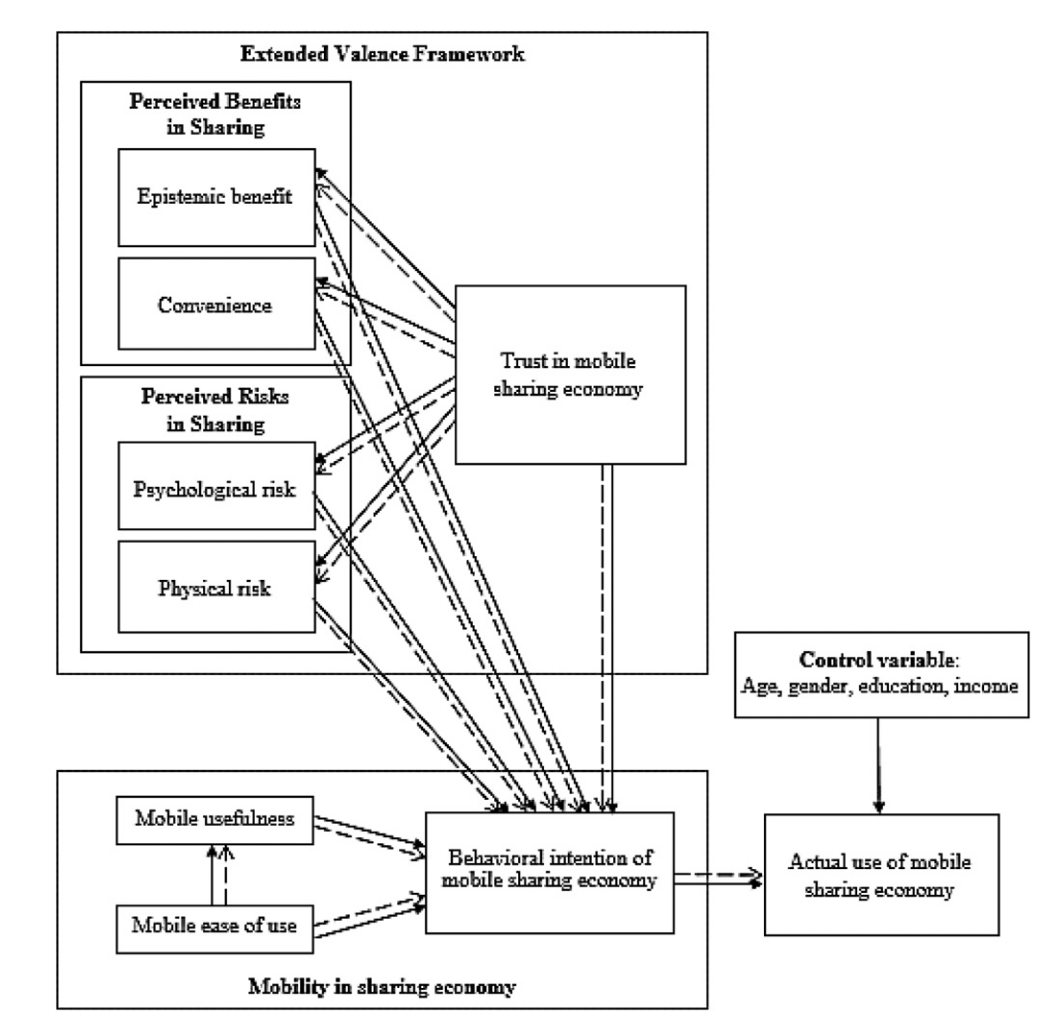 Extended Valence Framework
Perceived Benefits
in Sharing
Epistemic benefit
Convenience
Trust in mobile
sharing economy
Perceived Risks
in Sharing
Psychological risk
Physical risk
Control variable:
Age, gender, education, income
Mobile usefulness
Behavioral intention of
mobile sharing economy
Actual use of mobile
sharing economy
Mobile ease of use
Mobility in sharing economy